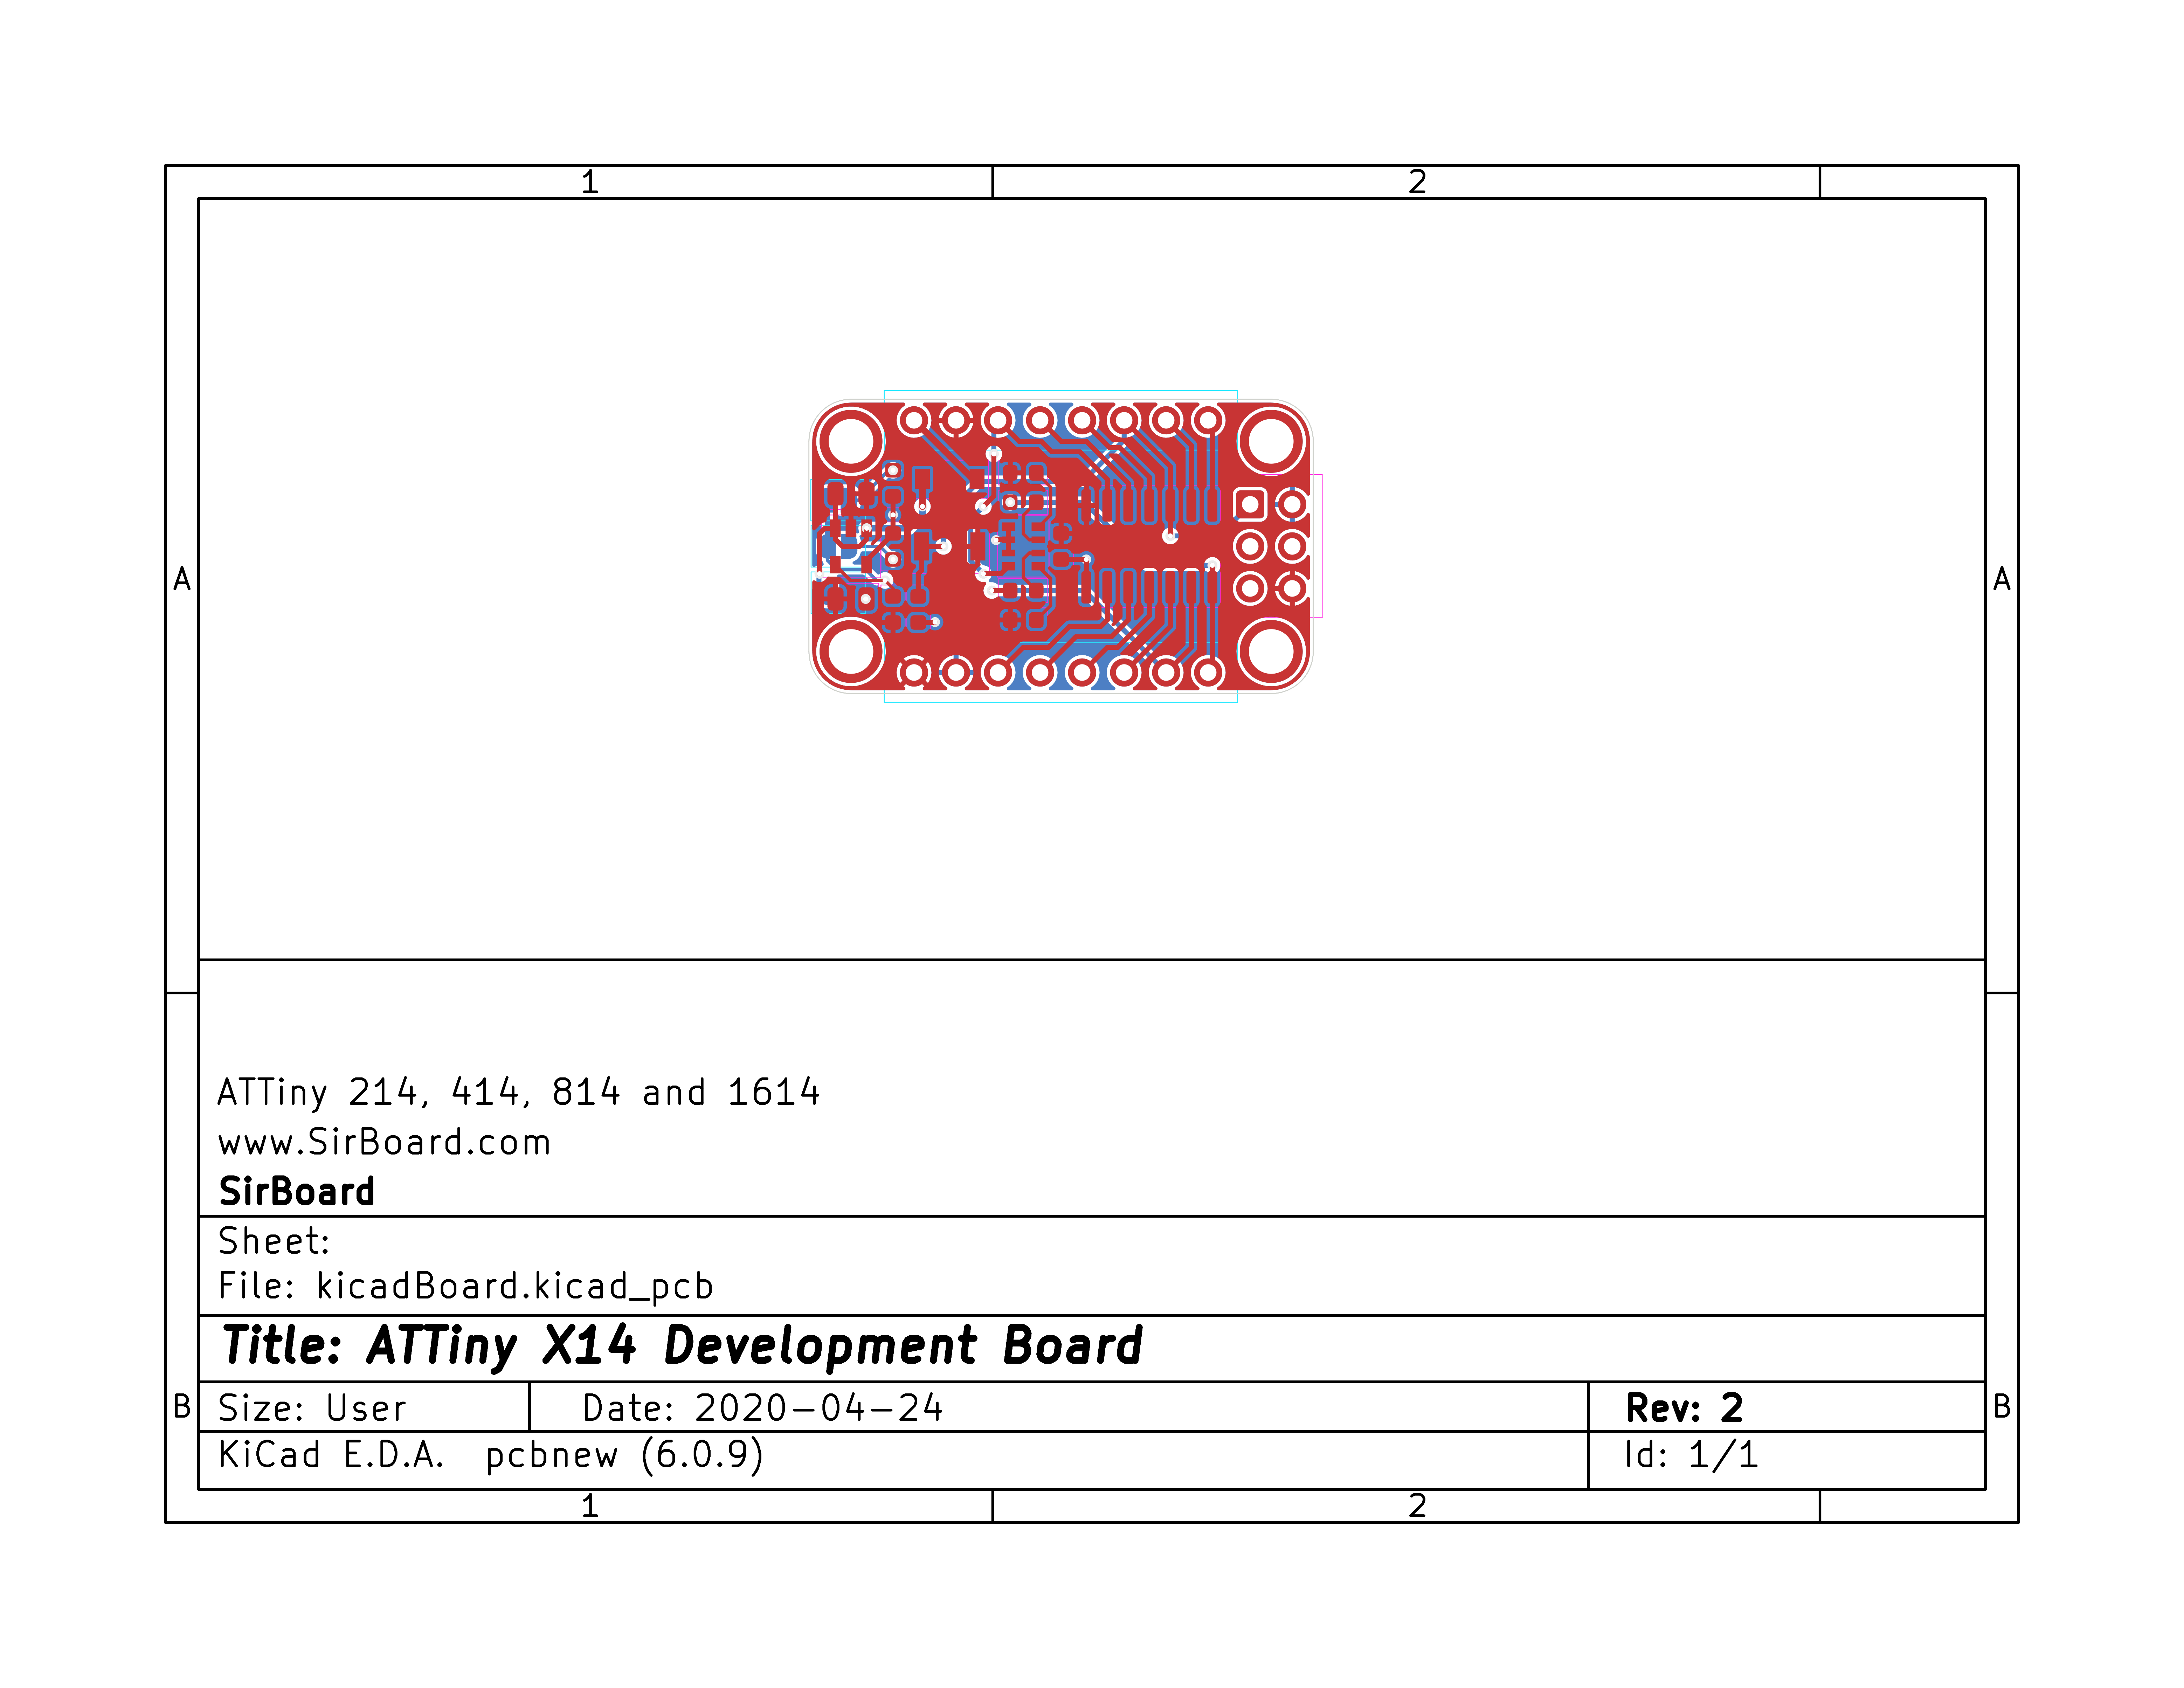 1 2
A A
ATTiny 214, 414, 814 and 1614
www.SirBoard.com
SirBoard
Sheet:
File: kicadBoard.kicad_pcb
Title: ATTiny X14 Development Board
B Size: User Date: 2020-04-24 Rev: 2 B
KiCad E.D.A. pcbnew (6.0.9) Id: 1/1
1 2